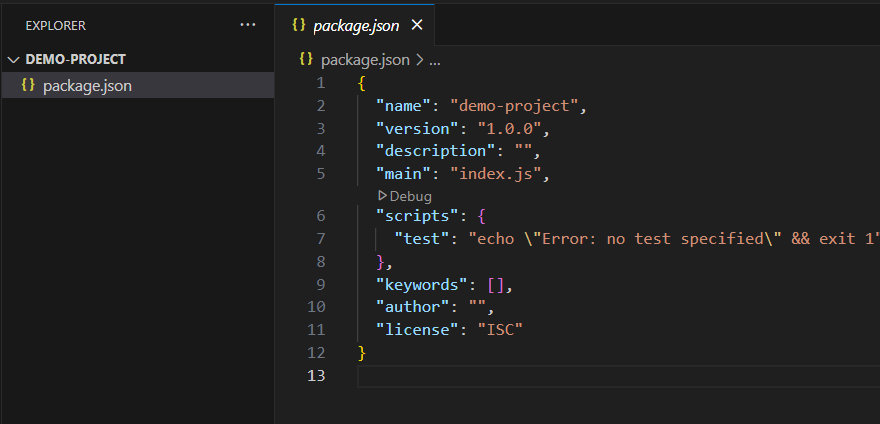 EXPLORER ...
DEMO-PROJECT
{} package.json
{} package.json ×
{} package.json > ...
1 {
2 "name": "demo-project",
3 "version": "1.0.0",
4 "description": "",
5 "main": "index.js",
Debug
6 "scripts": {
7 "test": "echo \"Error: no test specified\" && exit 1"
8 },
9 "keywords": [],
10 "author": "",
11 "license": "ISC"
12 }
13